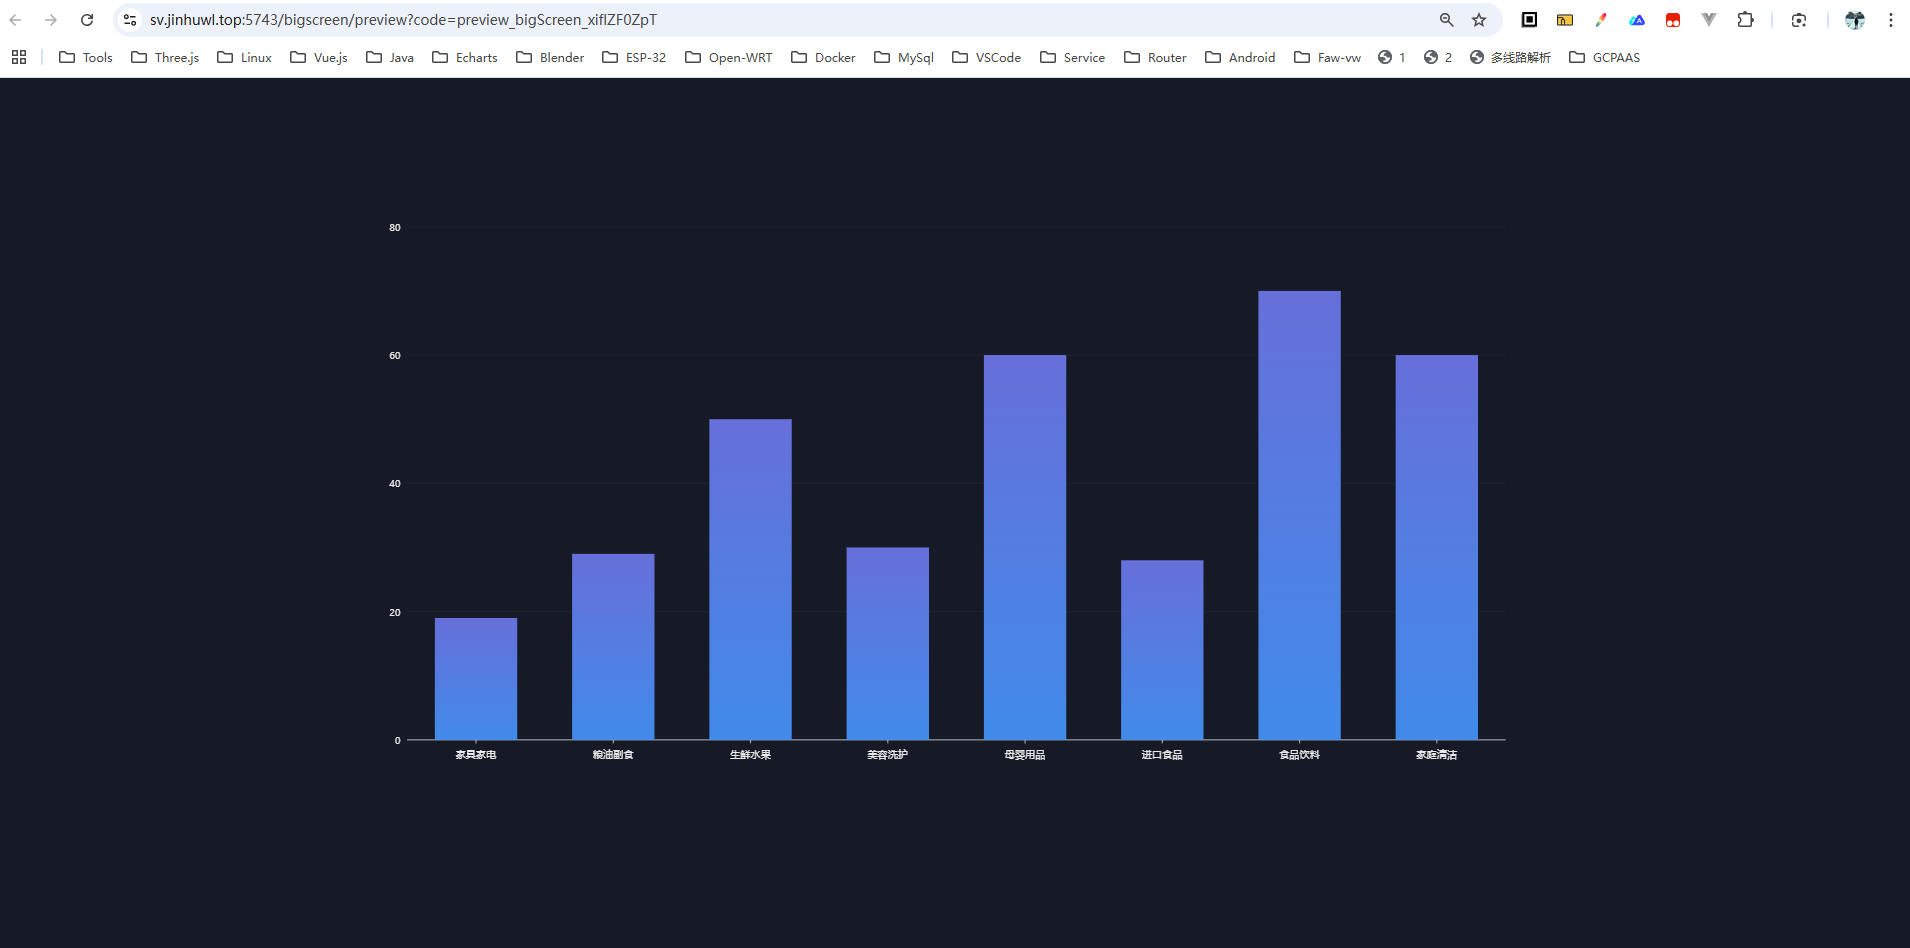 sv.jinhuwl.top:5743/bigscreen/preview?code=preview_bigScreen_xiflZF0ZpT
Tools Three.js Linux Vue.js Java Echarts Blender ESP-32 Open-WRT Docker MySql VSCode Service Router Android Faw-vw 1 2 多线路解析 GCPAAS
80
60
40
20
0
家具家电 粮油副食 生鲜水果 美容洗护 母婴用品 进口食品 食品饮料 家庭清洁